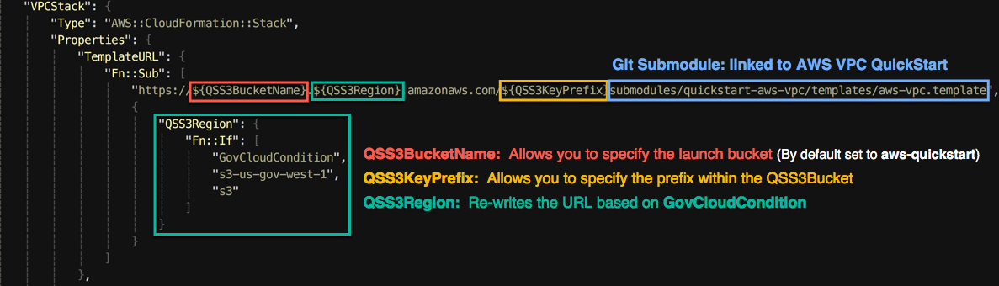 "VPCStack": {
"Type": "AWS::CloudFormation::Stack",
"Properties": {
"TemplateURL": {
"Fn::Sub": [
Git Submodule: linked to AWS VPC QuickStart
"https://${QSS3BucketName}.${QSS3Region}.amazonaws.com/${QSS3KeyPrefix}submodules/quickstart-aws-vpc/templates/aws-vpc.template",
{
"QSS3Region": {
"Fn::If": [
"GovCloudCondition",
"s3-us-gov-west-1",
"s3"
]
}
}
]
},
QSS3BucketName: Allows you to specify the launch bucket (By default set to aws-quickstart)
QSS3KeyPrefix: Allows you to specify the prefix within the QSS3Bucket
QSS3Region: Re-writes the URL based on GovCloudCondition